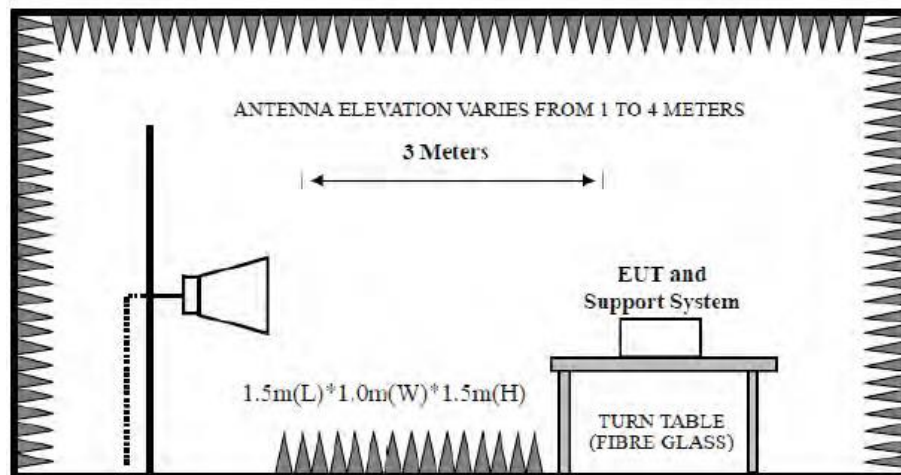 ANTENNA ELEVATION VARIES FROM 1 TO 4 METERS
3 Meters
EUT and
Support System
1.5m(L)*1.0m(W)*1.5m(H)
TURN TABLE
(FIBRE GLASS)